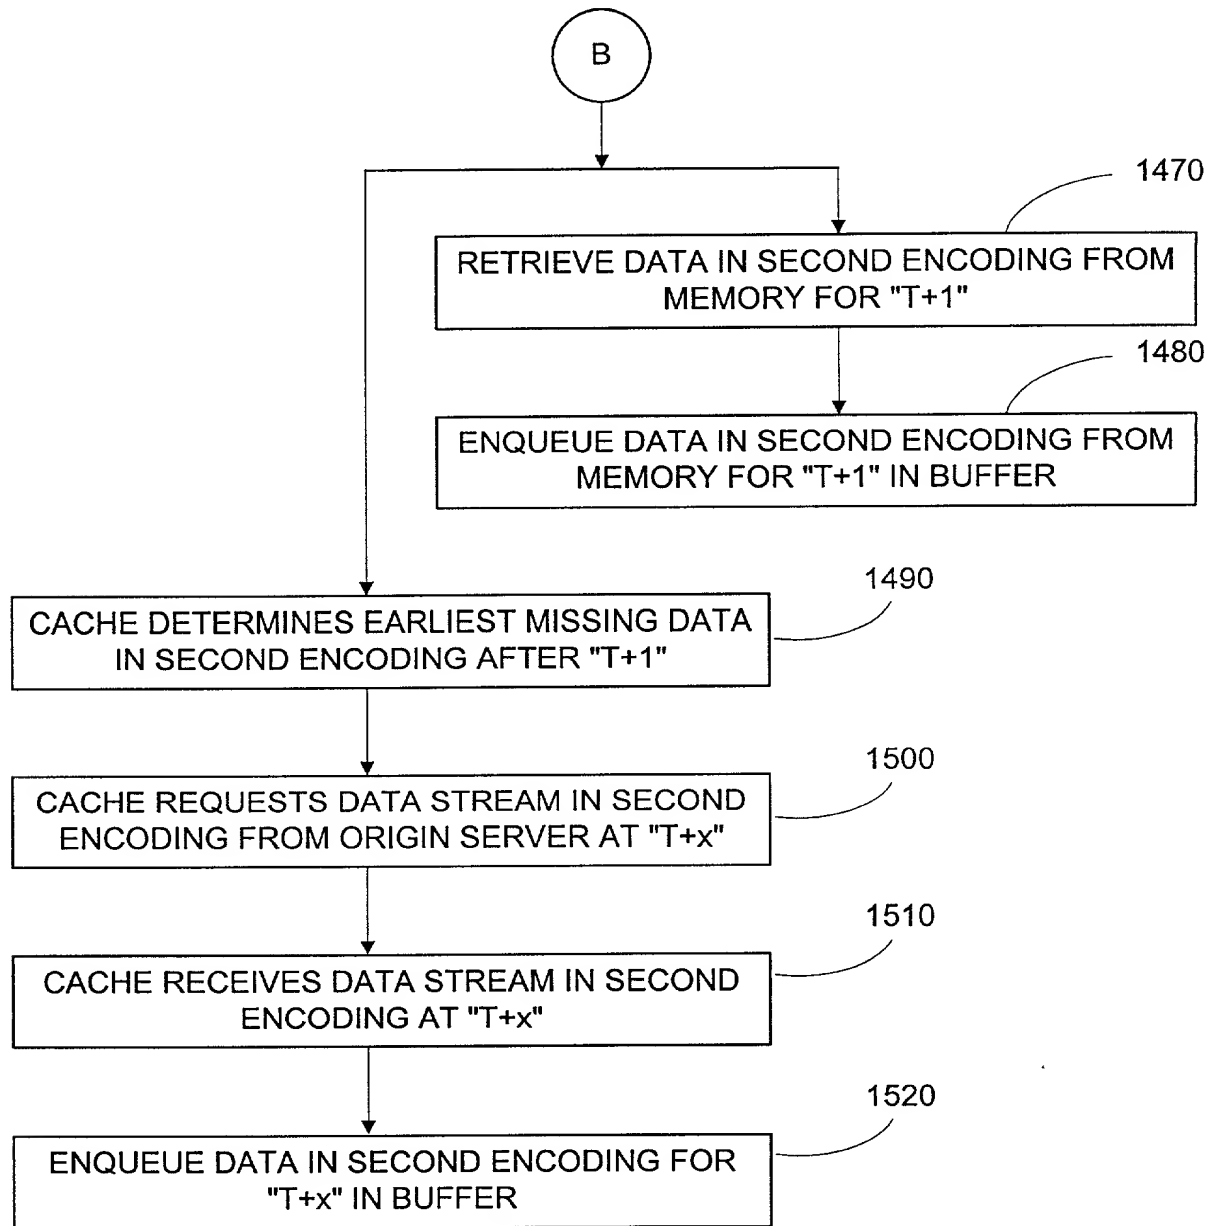 B
1470
RETRIEVE DATA IN SECOND ENCODING FROM
MEMORY FOR "T+1"
1480
ENQUEUE DATA IN SECOND ENCODING FROM
MEMORY FOR "T+1" IN BUFFER
1490
CACHE DETERMINES EARLIEST MISSING DATA
IN SECOND ENCODING AFTER "T+1"
1500
CACHE REQUESTS DATA STREAM IN SECOND
ENCODING FROM ORIGIN SERVER AT "T+x"
1510
CACHE RECEIVES DATA STREAM IN SECOND
ENCODING AT "T+x"
1520
ENQUEUE DATA IN SECOND ENCODING FOR
"T+x" IN BUFFER